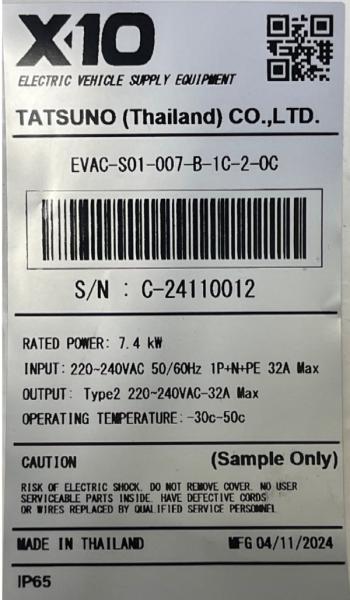 X10
ELECTRIC VEHICLE SUPPLY EQUIPMENT
TATSUNO (Thailand) CO.,LTD.
EVAC-S01-007-B-1C-2-0C
S/N : C-24110012
RATED POWER: 7.4 kW
INPUT: 220~240VAC 50/60Hz 1P+N+PE 32A Max
OUTPUT: Type2 220~240VAC-32A Max
OPERATING TEMPERATURE: -30c-50c
CAUTION (Sample Only)
RISK OF ELECTRIC SHOCK. DO NOT REMOVE COVER. NO USER
SERVICEABLE PARTS INSIDE. HAVE DEFECTIVE CORDS
OR WIRES REPLACED BY QUALIFIED SERVICE PERSONNEL
MADE IN THAILAND MFG 04/11/2024
IP65